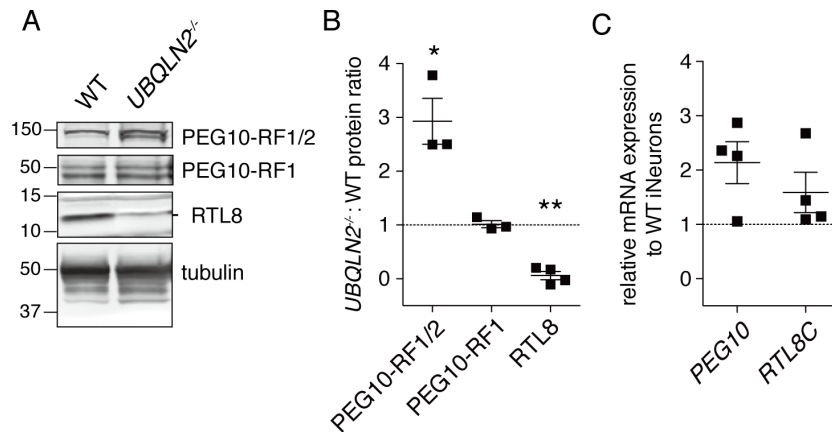 A
WT
UBQLN2-/-
150
PEG10-RF1/2
50
PEG10-RF1
15
RTL8
10
50
tubulin
37
B
UBQLN2-/-: WT protein ratio
4
3
2
1
0
*
**
PEG10-RF1/2
PEG10-RF1
RTL8
C
relative mRNA expression
to WT iNeurons
4
3
2
1
0
PEG10
RTL8C